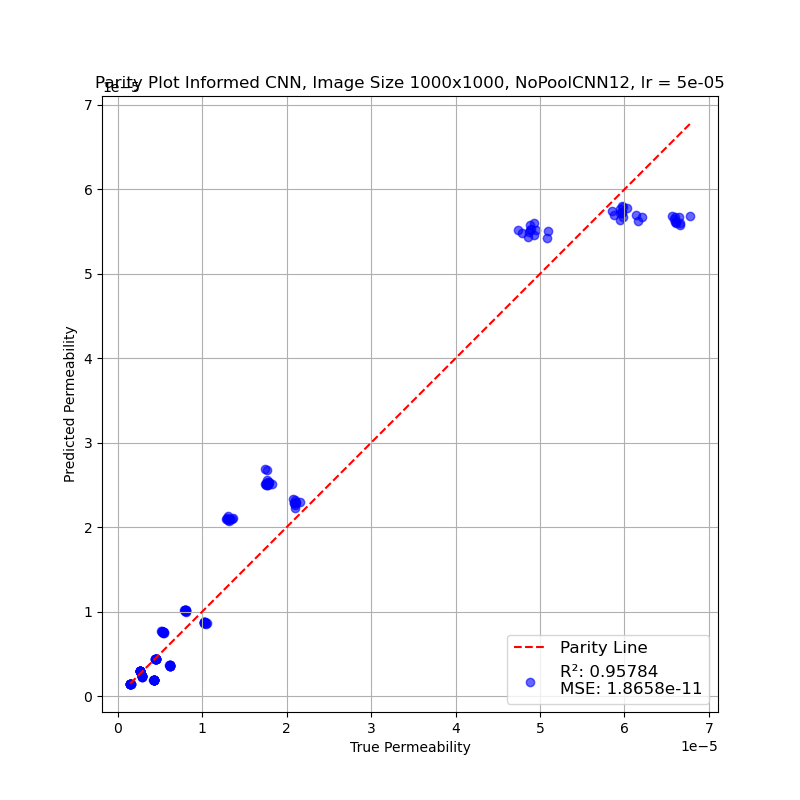 Parity Plot Informed CNN, Image Size 1000x1000, NoPoolCNN12, lr = 5e-05
1e−5
7
6
5
4
3
2
1
0
Predicted Permeability
Parity Line
R²: 0.95784
MSE: 1.8658e-11
0 1 2 3 4 5 6 7
1e−5
True Permeability